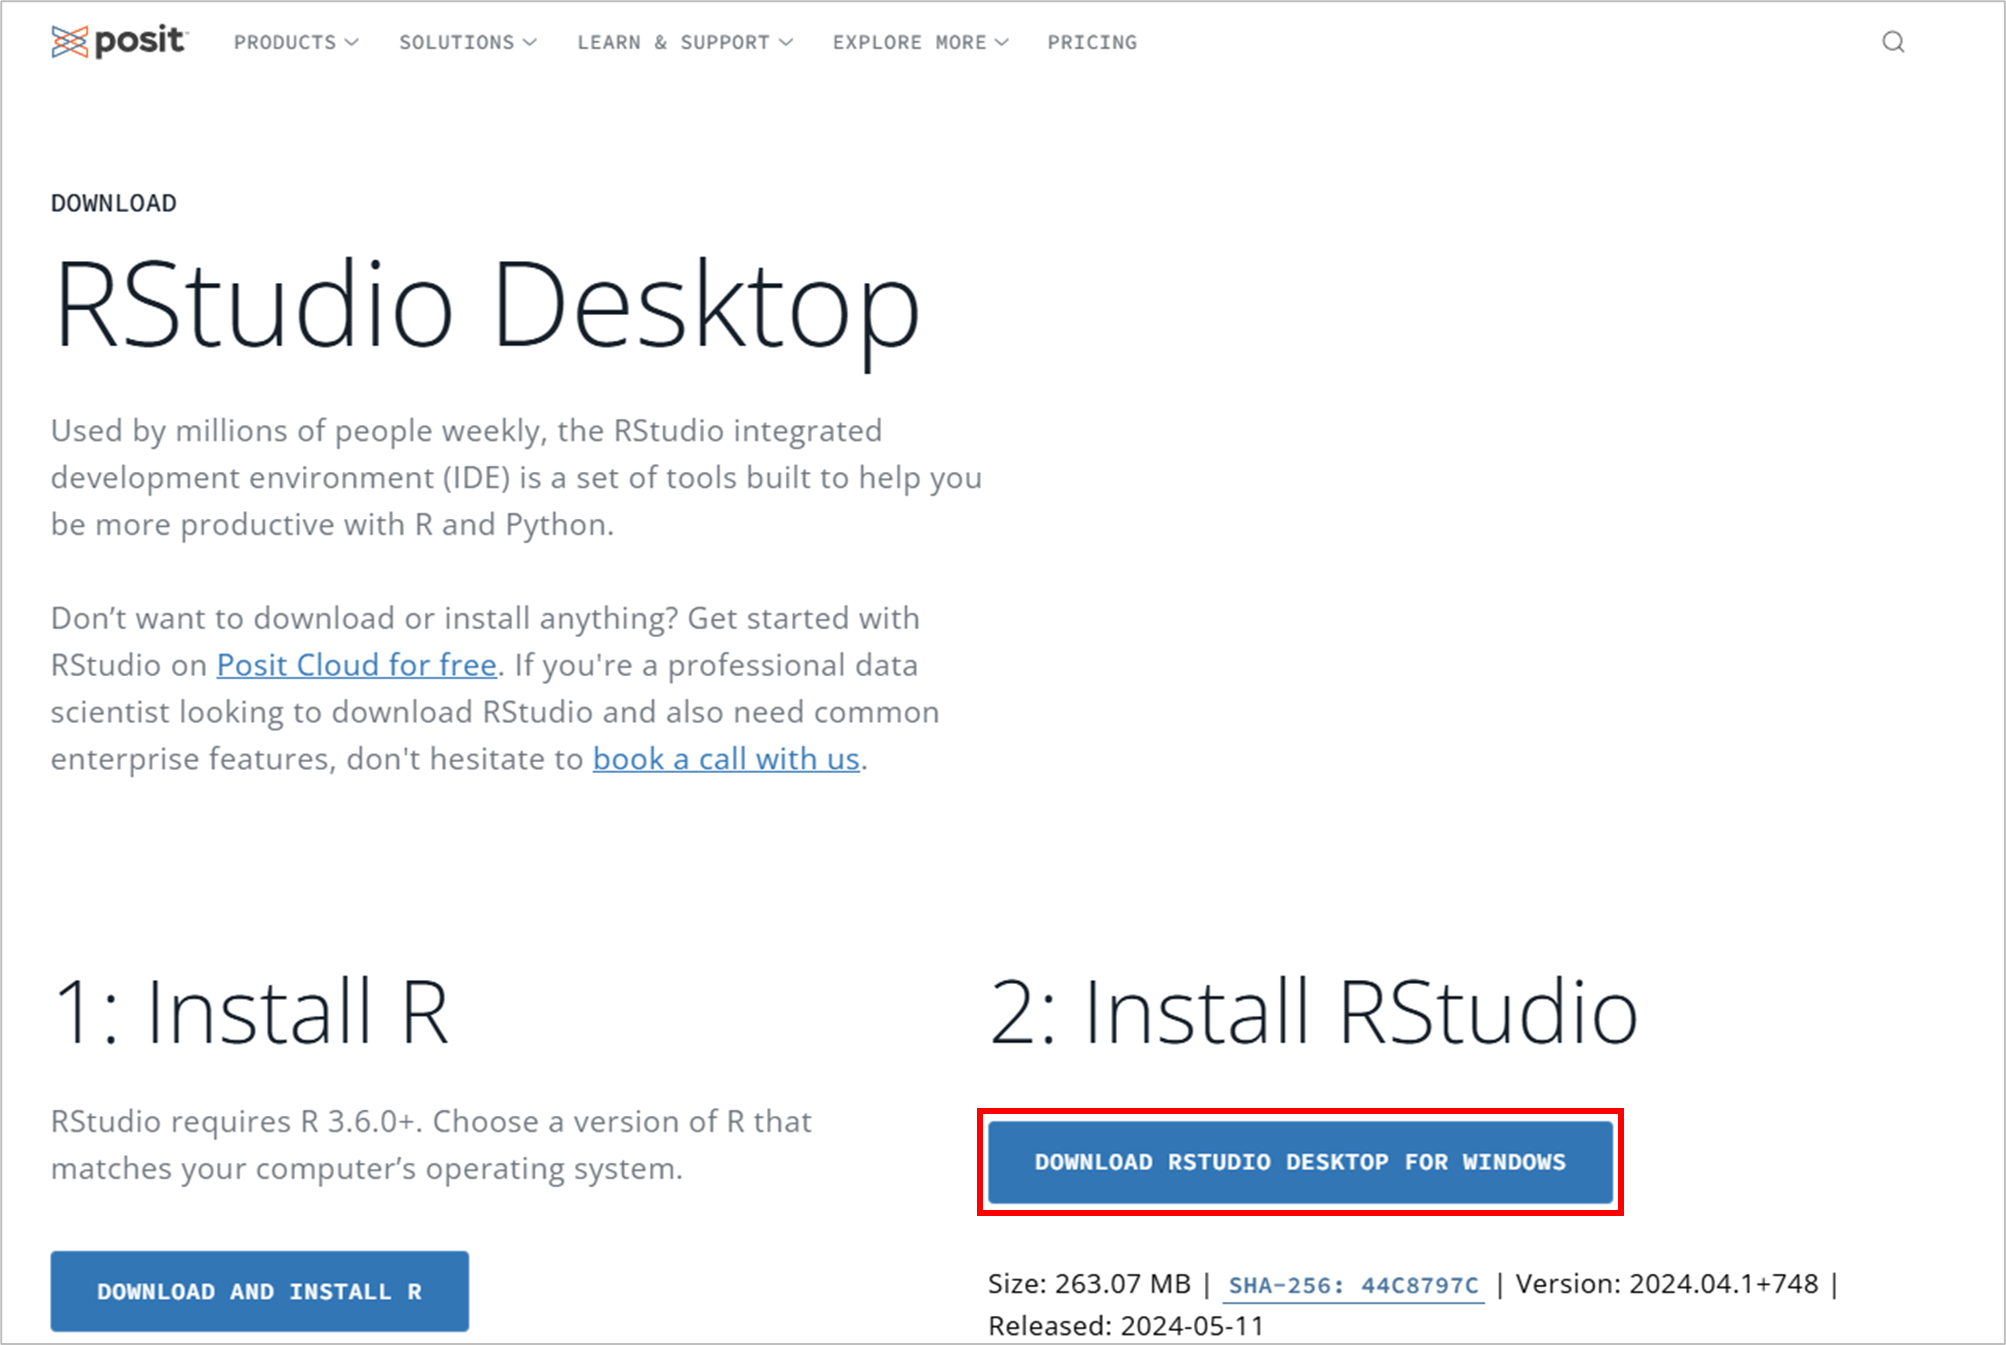 posit PRODUCTS SOLUTIONS LEARN & SUPPORT EXPLORE MORE PRICING
DOWNLOAD
RStudio Desktop
Used by millions of people weekly, the RStudio integrated
development environment (IDE) is a set of tools built to help you
be more productive with R and Python.
Don’t want to download or install anything? Get started with
RStudio on Posit Cloud for free. If you're a professional data
scientist looking to download RStudio and also need common
enterprise features, don't hesitate to book a call with us.
1: Install R
RStudio requires R 3.6.0+. Choose a version of R that
matches your computer’s operating system.
DOWNLOAD AND INSTALL R
2: Install RStudio
DOWNLOAD RSTUDIO DESKTOP FOR WINDOWS
Size: 263.07 MB | SHA-256: 44C8797C | Version: 2024.04.1+748 |
Released: 2024-05-11